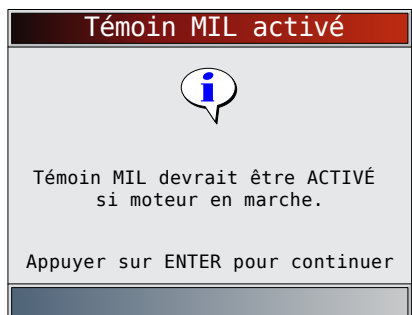 Témoin MIL activé
Témoin MIL devrait être ACTIVÉ
si moteur en marche.
Appuyer sur ENTER pour continuer